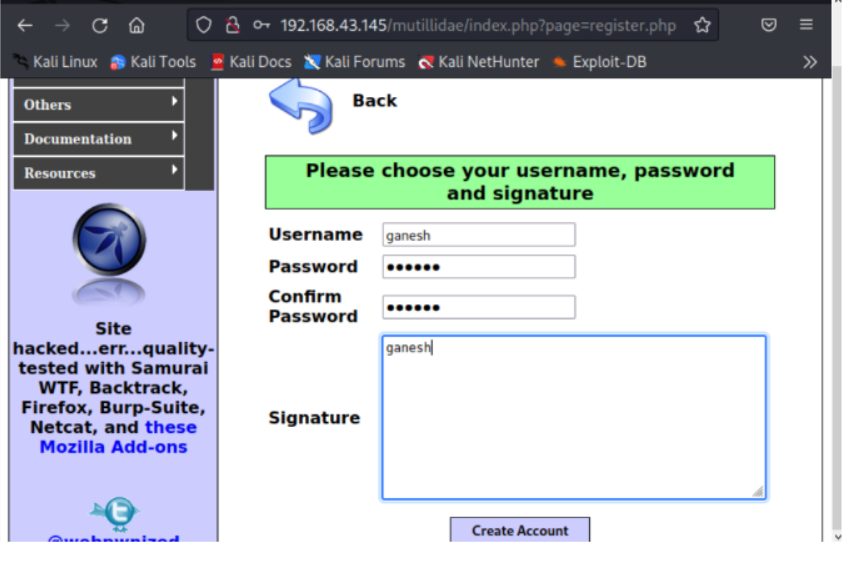 192.168.43.145/mutillidae/index.php?page=register.php
Kali Linux Kali Tools Kali Docs Kali Forums Kali NetHunter Exploit-DB
Others
Documentation
Resources
Back
Please choose your username, password
and signature
Username ganesh
Password ●●●●●●
Confirm
Password ●●●●●●
Signature ganesh
Site
hacked...err...quality-
tested with Samurai
WTF, Backtrack,
Firefox, Burp-Suite,
Netcat, and these
Mozilla Add-ons
Create Account
@webpwnized